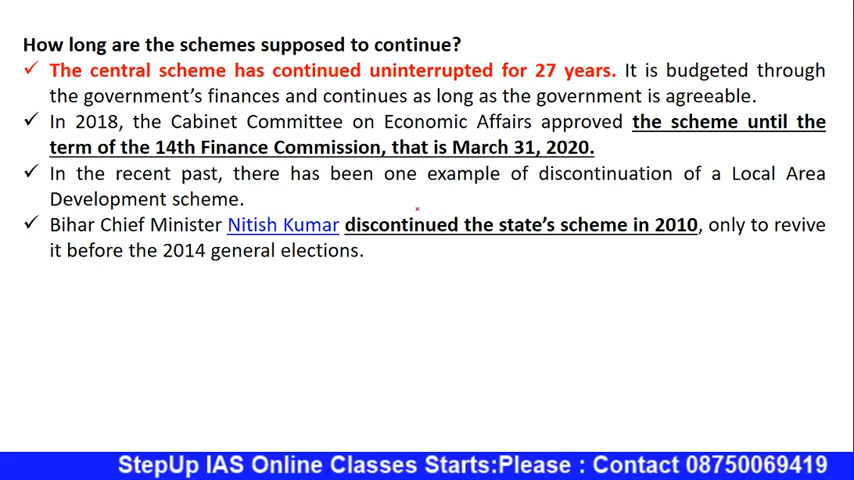 How long are the schemes supposed to continue?
✓ The central scheme has continued uninterrupted for 27 years. It is budgeted through
the government's finances and continues as long as the government is agreeable.
✓ In 2018, the Cabinet Committee on Economic Affairs approved the scheme until the
term of the 14th Finance Commission, that is March 31, 2020.
✓ In the recent past, there has been one example of discontinuation of a Local Area
Development scheme.
✓ Bihar Chief Minister Nitish Kumar discontinued the state's scheme in 2010, only to revive
it before the 2014 general elections.
StepUp IAS Online Classes Starts:Please : Contact 08750069419